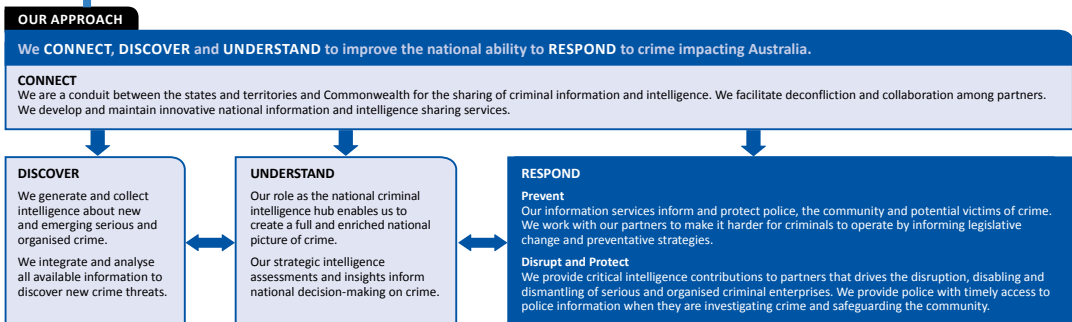 OUR APPROACH
We CONNECT, DISCOVER and UNDERSTAND to improve the national ability to RESPOND to crime impacting Australia.
CONNECT
We are a conduit between the states and territories and Commonwealth for the sharing of criminal information and intelligence. We facilitate deconfliction and collaboration among partners.
We develop and maintain innovative national information and intelligence sharing services.
DISCOVER
We generate and collect
intelligence about new
and emerging serious and
organised crime.
We integrate and analyse
all available information to
discover new crime threats.
UNDERSTAND
Our role as the national criminal
intelligence hub enables us to
create a full and enriched national
picture of crime.
Our strategic intelligence
assessments and insights inform
national decision-making on crime.
RESPOND
Prevent
Our information services inform and protect police, the community and potential victims of crime.
We work with our partners to make it harder for criminals to operate by informing legislative
change and preventative strategies.
Disrupt and Protect
We provide critical intelligence contributions to partners that drives the disruption, disabling and
dismantling of serious and organised criminal enterprises. We provide police with timely access to
police information when they are investigating crime and safeguarding the community.